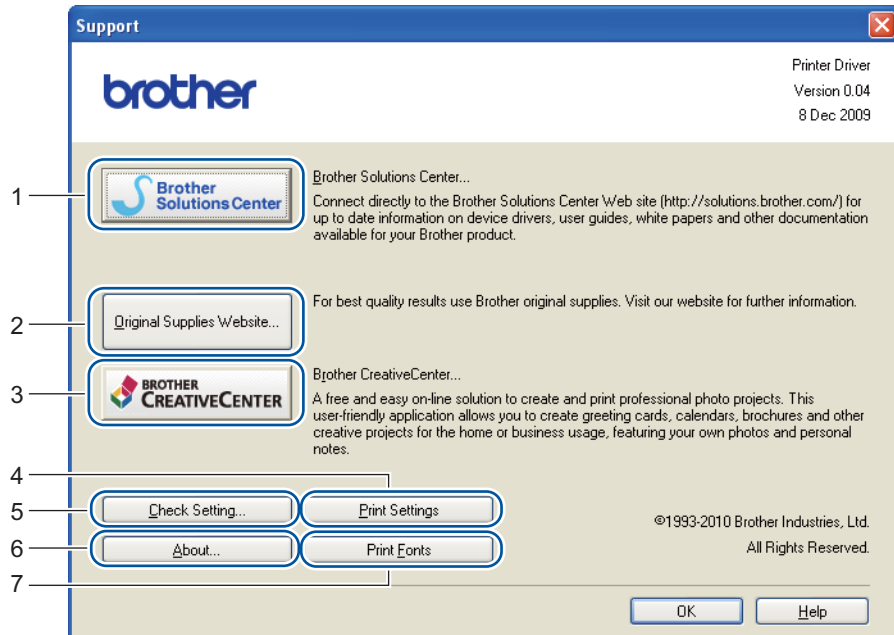 Support
brother
Printer Driver
Version 0.04
8 Dec 2009
1
Brother
Solutions Center
Brother Solutions Center...
Connect directly to the Brother Solutions Center Web site (http://solutions.brother.com/) for
up to date information on device drivers, user guides, white papers and other documentation
available for your Brother product.
2
Original Supplies Website...
For best quality results use Brother original supplies. Visit our website for further information.
3
BROTHER
CREATIVECENTER
Brother CreativeCenter...
A free and easy on-line solution to create and print professional photo projects. This
user-friendly application allows you to create greeting cards, calendars, brochures and other
creative projects for the home or business usage, featuring your own photos and personal
notes.
4
5
Check Setting...
Print Settings
©1993-2010 Brother Industries, Ltd.
6
About...
Print Fonts
All Rights Reserved.
7
OK
Help